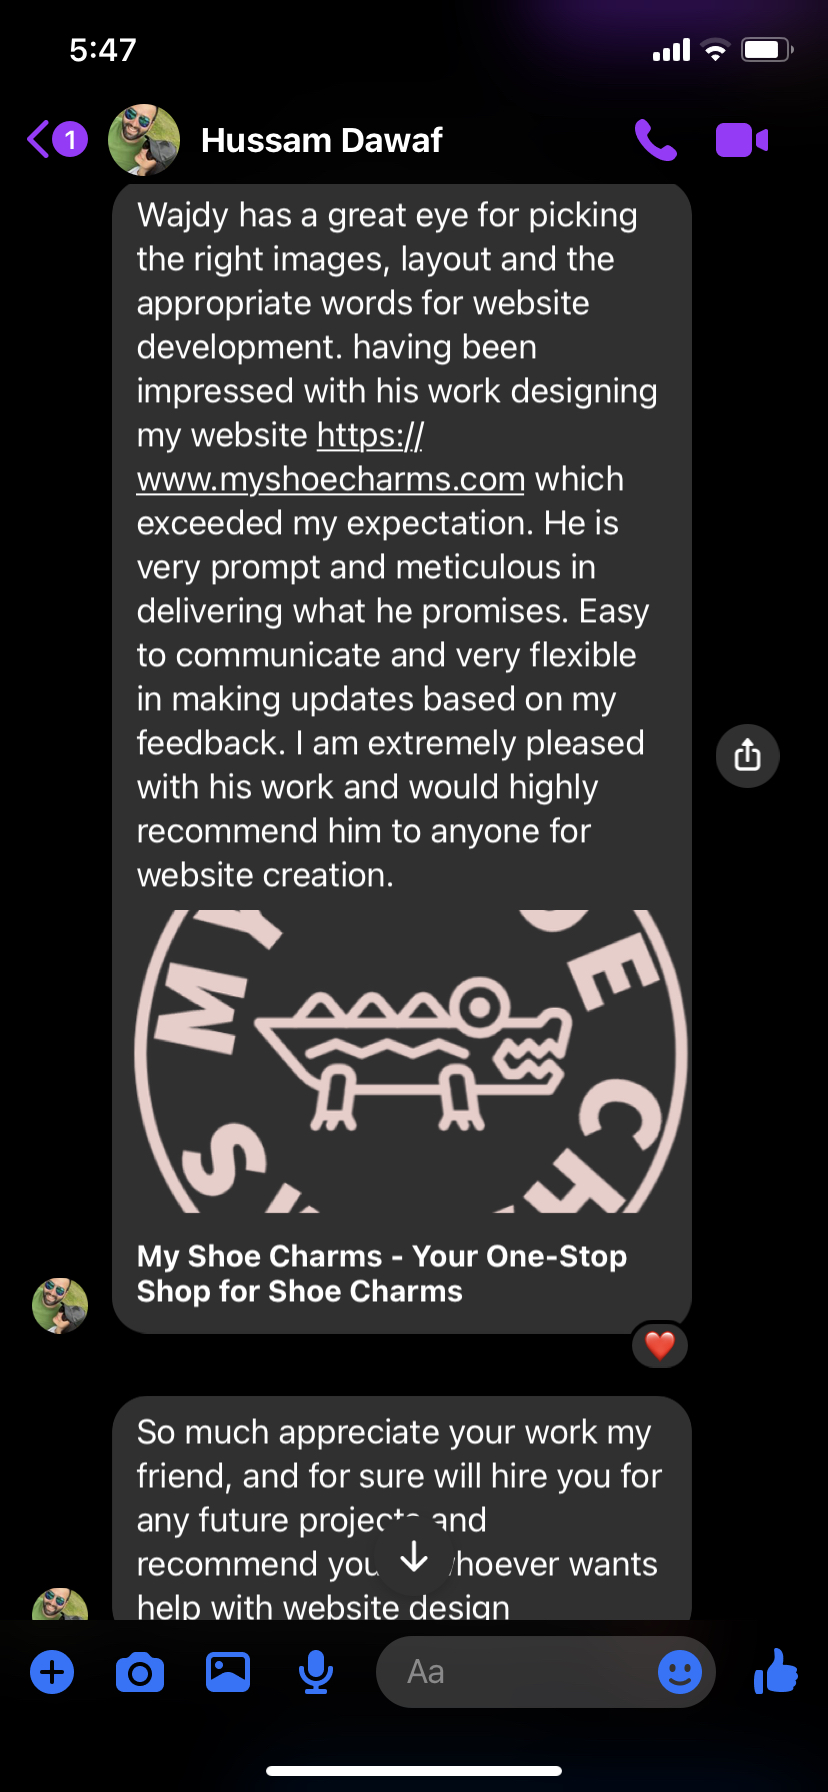 5:47
1
Hussam Dawaf
Wajdy has a great eye for picking
the right images, layout and the
appropriate words for website
development. having been
impressed with his work designing
my website https://
www.myshoecharms.com which
exceeded my expectation. He is
very prompt and meticulous in
delivering what he promises. Easy
to communicate and very flexible
in making updates based on my
feedback. I am extremely pleased
with his work and would highly
recommend him to anyone for
website creation.
MY
My Shoe Charms - Your One-Stop
Shop for Shoe Charms
So much appreciate your work my
friend, and for sure will hire you for
any future projects and
recommend you whoever wants
help with website design
Aa